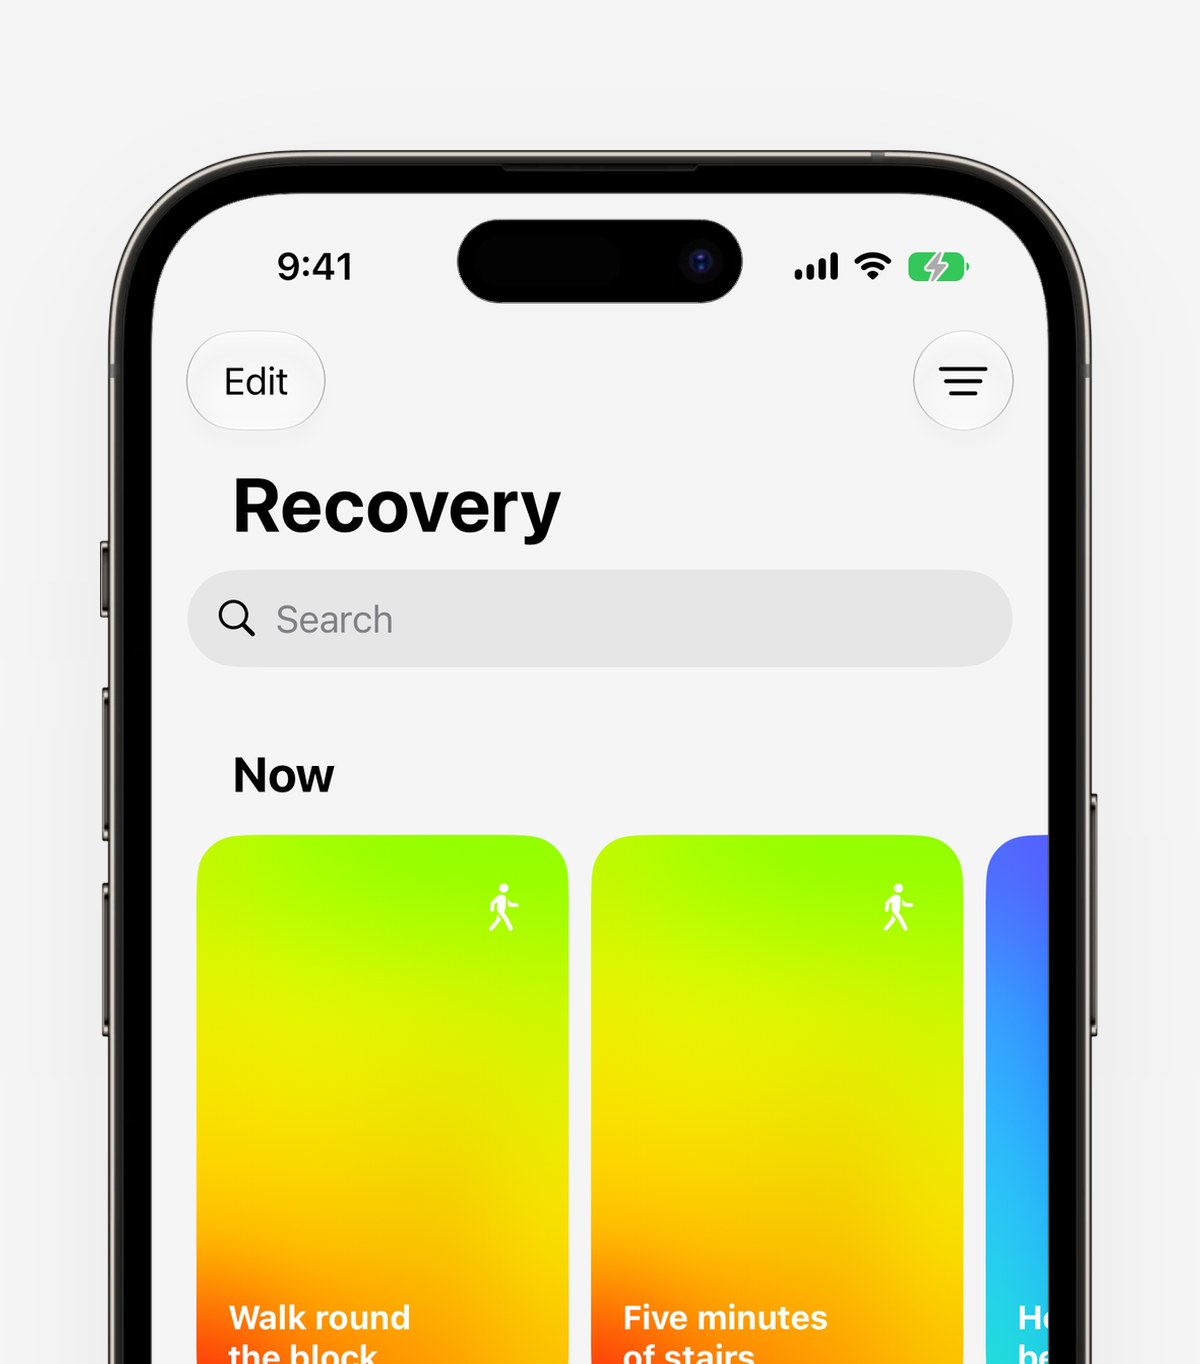 9:41
Edit
Recovery
Search
Now
Walk round
the block
Five minutes
of stairs